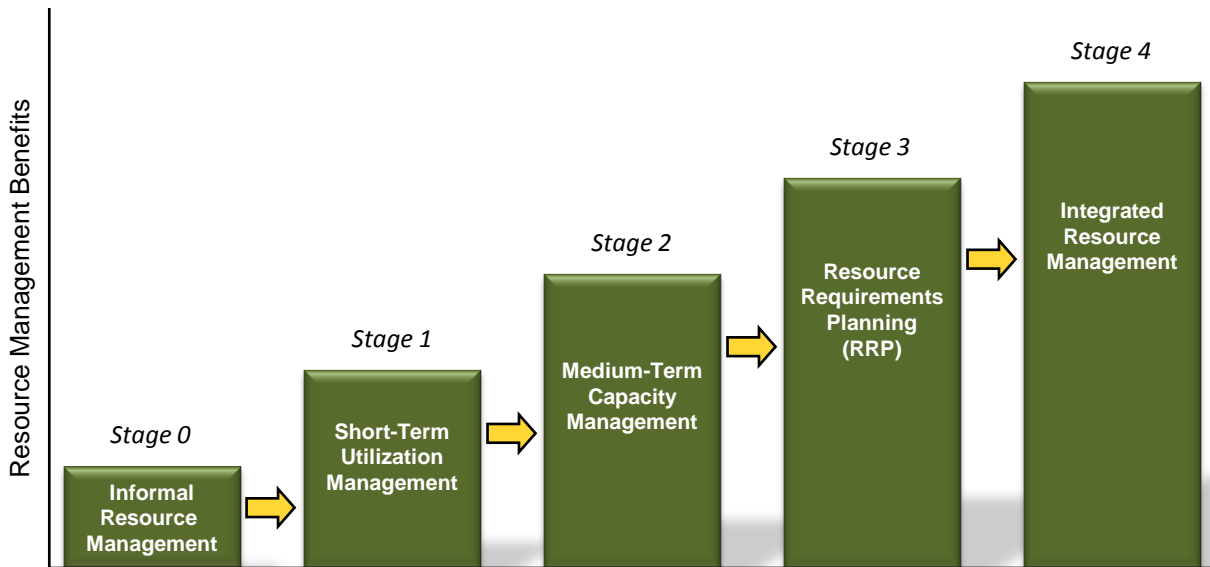 Resource Management Benefits
Stage 0
Informal
Resource
Management
Stage 1
Short-Term
Utilization
Management
Stage 2
Medium-Term
Capacity
Management
Stage 3
Resource
Requirements
Planning
(RRP)
Stage 4
Integrated
Resource
Management